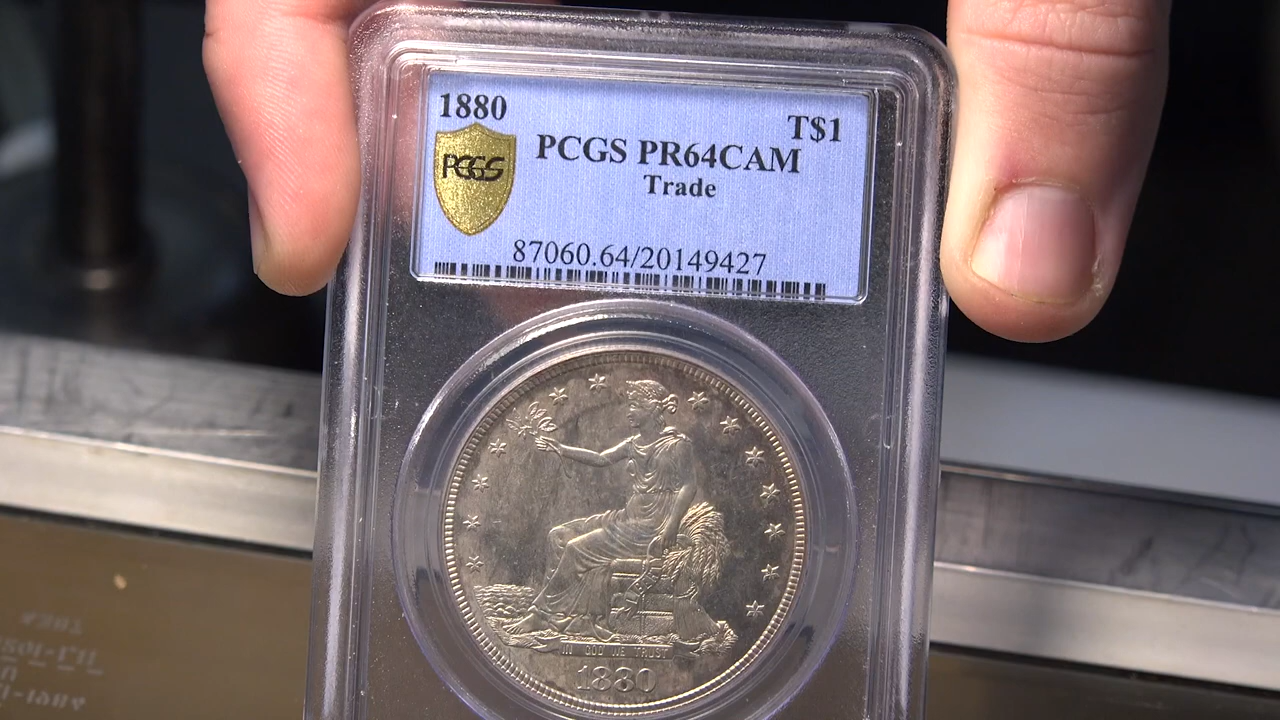 1880
T$1
PCGS PR64CAM
PCGS
Trade
87060.64/20149427
IN GOD WE TRUST
1880